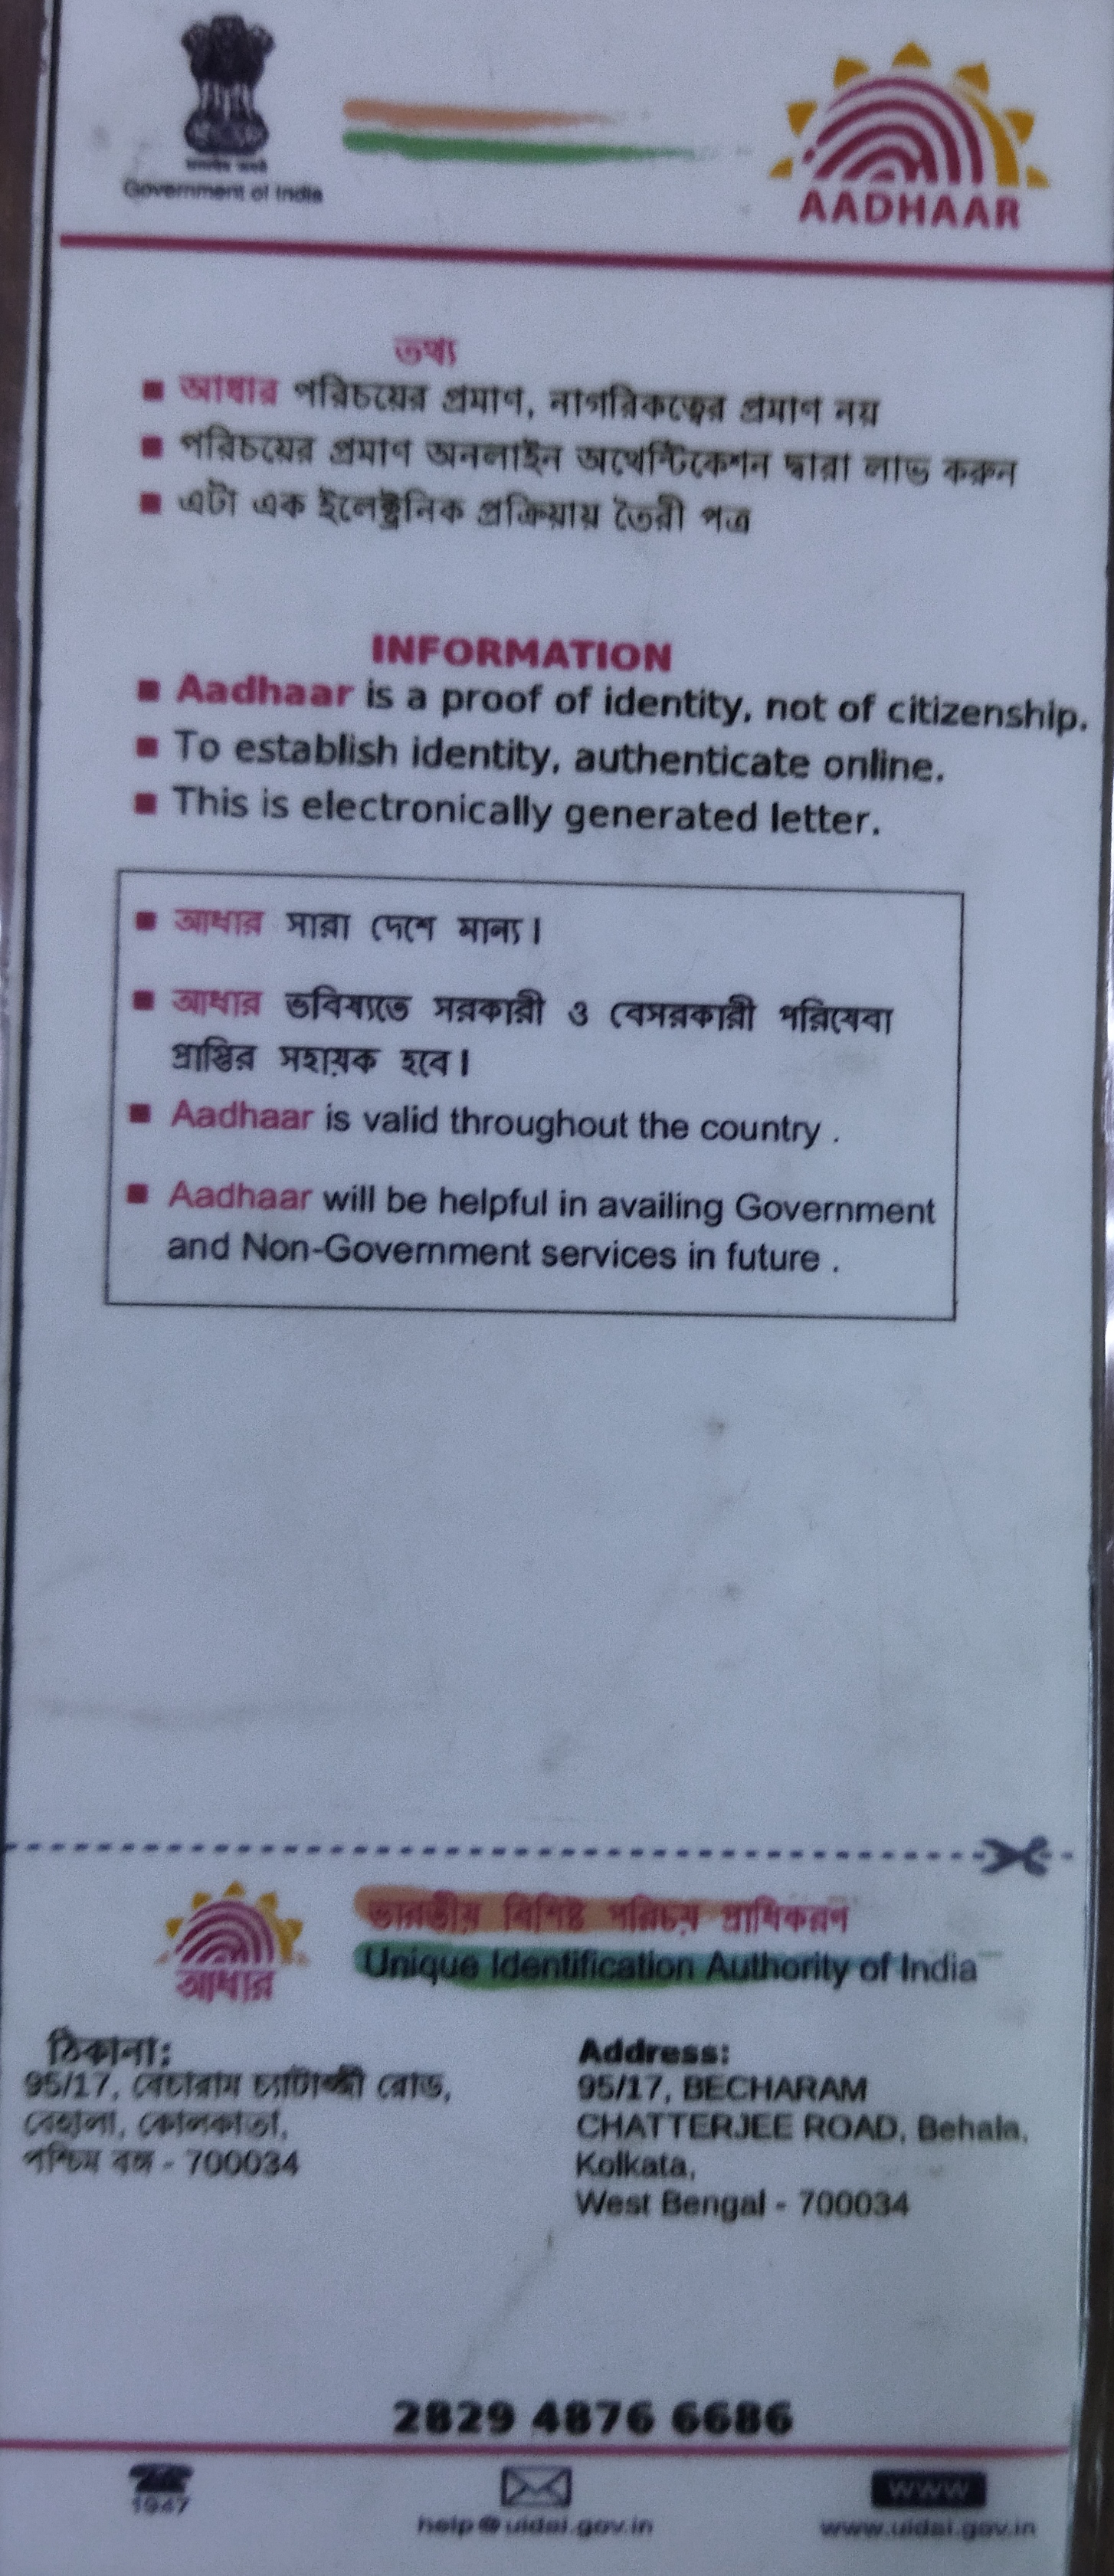 Government of India
AADHAAR
তথ্য
আধার পরিচয়ের প্রমাণ, নাগরিকত্বের প্রমাণ নয়
পরিচয়ের প্রমাণ অনলাইন অথেন্টিকেশন দ্বারা লাভ করুন
এটা এক ইলেক্ট্রনিক প্রক্রিয়ায় তৈরী পত্র
INFORMATION
Aadhaar is a proof of identity, not of citizenship.
To establish identity, authenticate online.
This is electronically generated letter.
আধার সারা দেশে মান্য।
আধার ভবিষ্যতে সরকারী ও বেসরকারী পরিষেবা
প্রাপ্তির সহায়ক হবে।
Aadhaar is valid throughout the country .
Aadhaar will be helpful in availing Government
and Non-Government services in future .
আধার
ভারতীয় বিশিষ্ট পরিচয় প্রাধিকরণ
Unique Identification Authority of India
ঠিকানা:
95/17, বেচারাম চ্যাটার্জ্জী রোড,
বেহালা, কোলকাতা,
পশ্চিম বঙ্গ - 700034
Address:
95/17, BECHARAM
CHATTERJEE ROAD, Behala,
Kolkata,
West Bengal - 700034
2829 4876 6686
1947
help@uidai.gov.in
WWW
www.uidai.gov.in